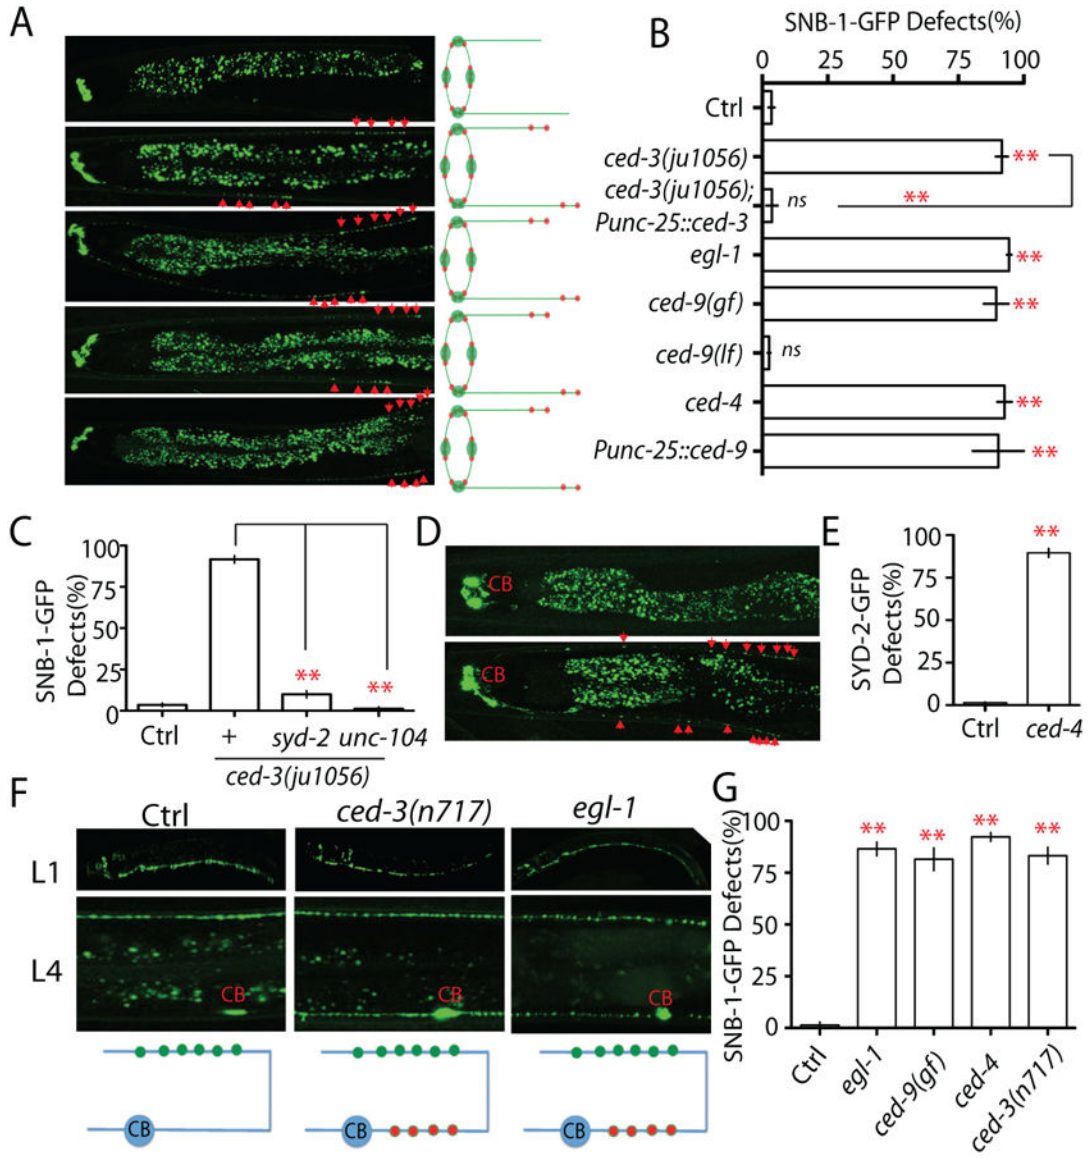 A
B
SNB-1-GFP Defects(%)
0 25 50 75 100
Ctrl
ced-3(ju1056)
**
ced-3(ju1056);
Punc-25::ced-3
ns
**
egl-1
**
ced-9(gf)
**
ced-9(lf)
ns
ced-4
**
Punc-25::ced-9
**
C
SNB-1-GFP
Defects(%)
100
75
50
25
0
**
**
Ctrl + syd-2 unc-104
ced-3(ju1056)
D
CB
CB
E
SYD-2-GFP
Defects(%)
100
75
50
25
0
**
Ctrl ced-4
F
Ctrl ced-3(n717) egl-1
L1
L4
CB CB CB
CB CB CB
G
SNB-1-GFP Defects(%)
100
75
50
25
0
** ** ** **
Ctrl
egl-1
ced-9(gf)
ced-4
ced-3(n717)